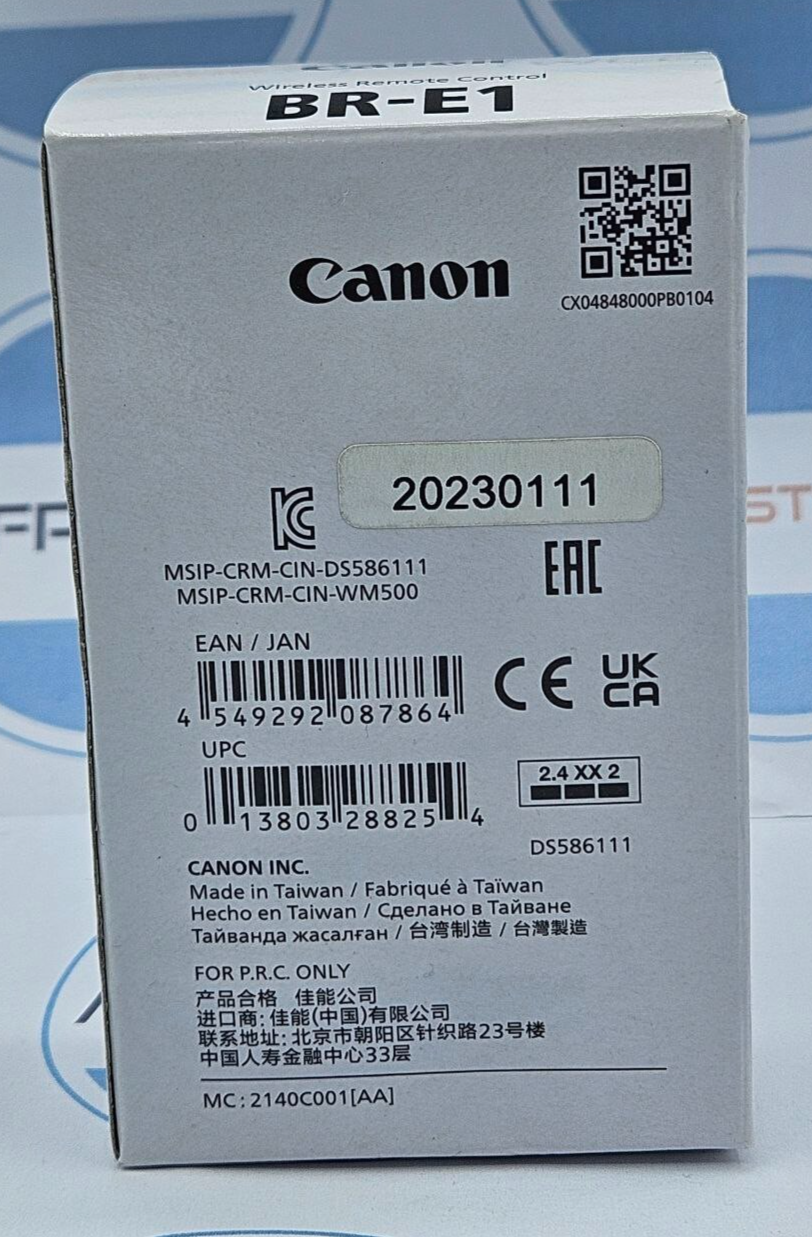 Canon
Wireless Remote Control
BR-E1
Canon
CX04848000PB0104
20230111
MSIP-CRM-CIN-DS586111
MSIP-CRM-CIN-WM500
EAC
EAN / JAN
4 549292 087864
CE
UK
CA
UPC
0 13803 28825 4
2.4 XX 2
DS586111
CANON INC.
Made in Taiwan / Fabriqué à Taïwan
Hecho en Taiwan / Сделано в Тайване
Тайванда жасалған / 台湾制造 / 台灣製造
FOR P.R.C. ONLY
产品合格 佳能公司
进口商: 佳能(中国)有限公司
联系地址: 北京市朝阳区针织路23号楼
中国人寿金融中心33层
MC: 2140C001[AA]